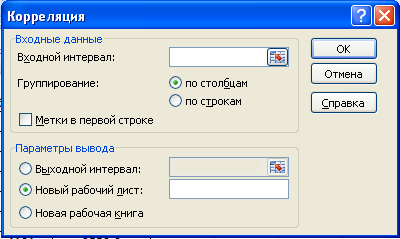 Корреляция
Входные данные
Входной интервал:
Группирование:
по столбцам
по строкам
Метки в первой строке
Параметры вывода
Выходной интервал:
Новый рабочий лист:
Новая рабочая книга
OK
Отмена
Справка